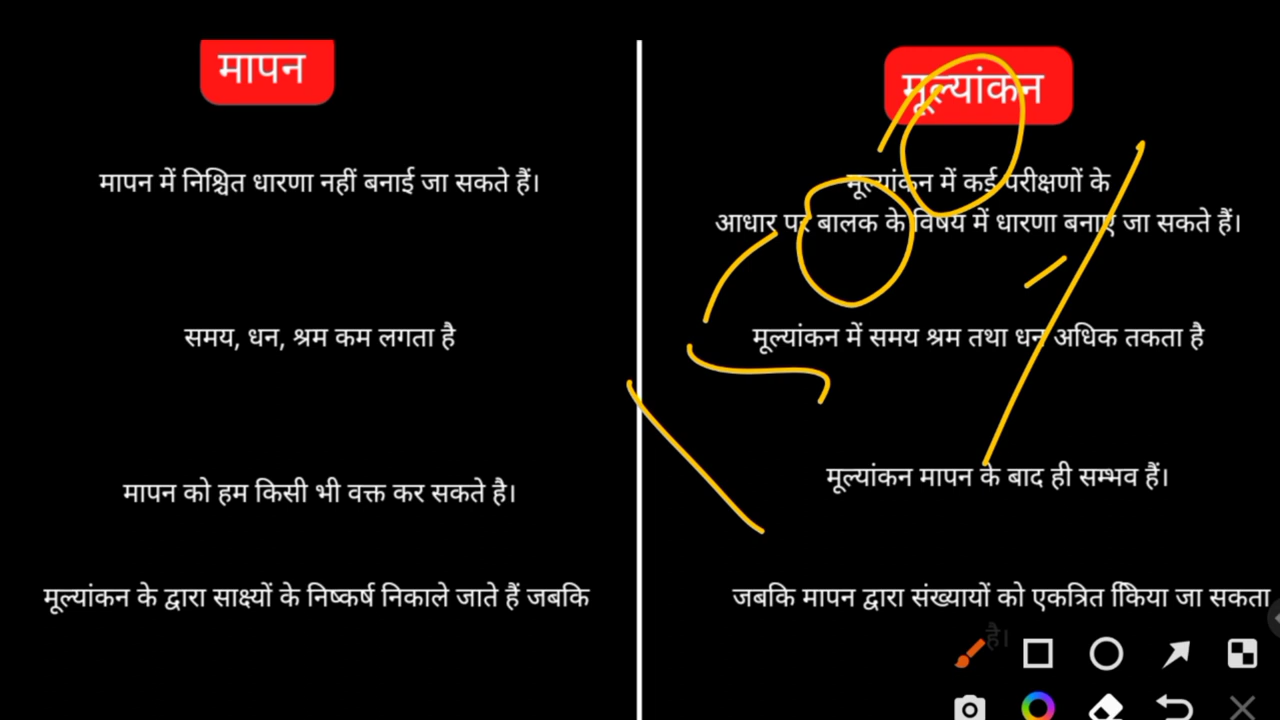 मापन
मापन में निश्चित धारणा नहीं बनाई जा सकते हैं।
समय, धन, श्रम कम लगता है
मापन को हम किसी भी वक्त कर सकते है।
मूल्यांकन के द्वारा साक्ष्यों के निष्कर्ष निकाले जाते हैं जबकि
मूल्यांकन
मूल्यांकन में कई परीक्षणों के
आधार पर बालक के विषय में धारणा बनाए जा सकते हैं।
मूल्यांकन में समय श्रम तथा धन अधिक तकता है
मूल्यांकन मापन के बाद ही सम्भव हैं।
जबकि मापन द्वारा संख्यायों को एकत्रित किया जा सकता
है।